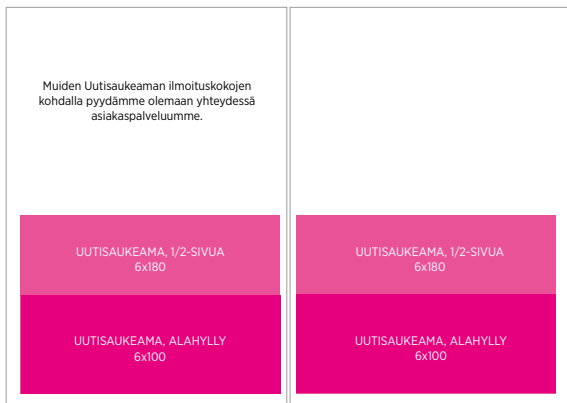 Muiden Uutisaukeaman ilmoituskokojen
kohdalla pyydämme olemaan yhteydessä
asiakaspalveluumme.
UUTISAUKEAMA, 1/2-SIVUA
6x180
UUTISAUKEAMA, ALAHYLLY
6x100
UUTISAUKEAMA, 1/2-SIVUA
6x180
UUTISAUKEAMA, ALAHYLLY
6x100